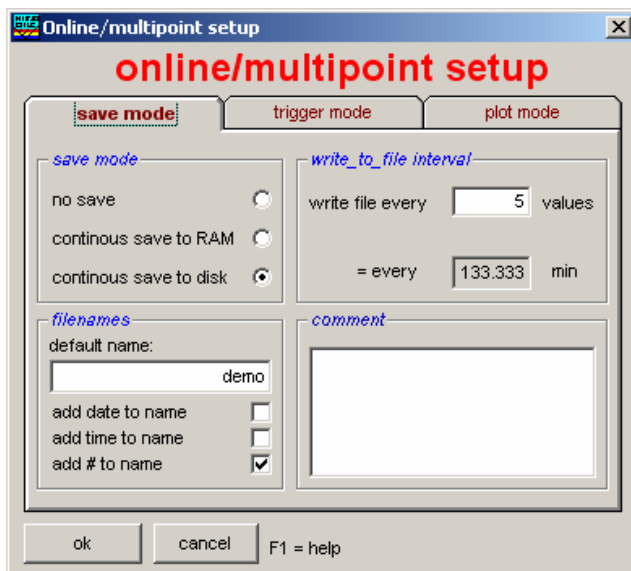 Online/multipoint setup
online/multipoint setup
save mode
trigger mode
plot mode
save mode
no save
continous save to RAM
continous save to disk
write_to_file interval
write file every 5 values
= every 133.333 min
filenames
default name:
demo
add date to name
add time to name
add # to name
comment
ok
cancel
F1 = help